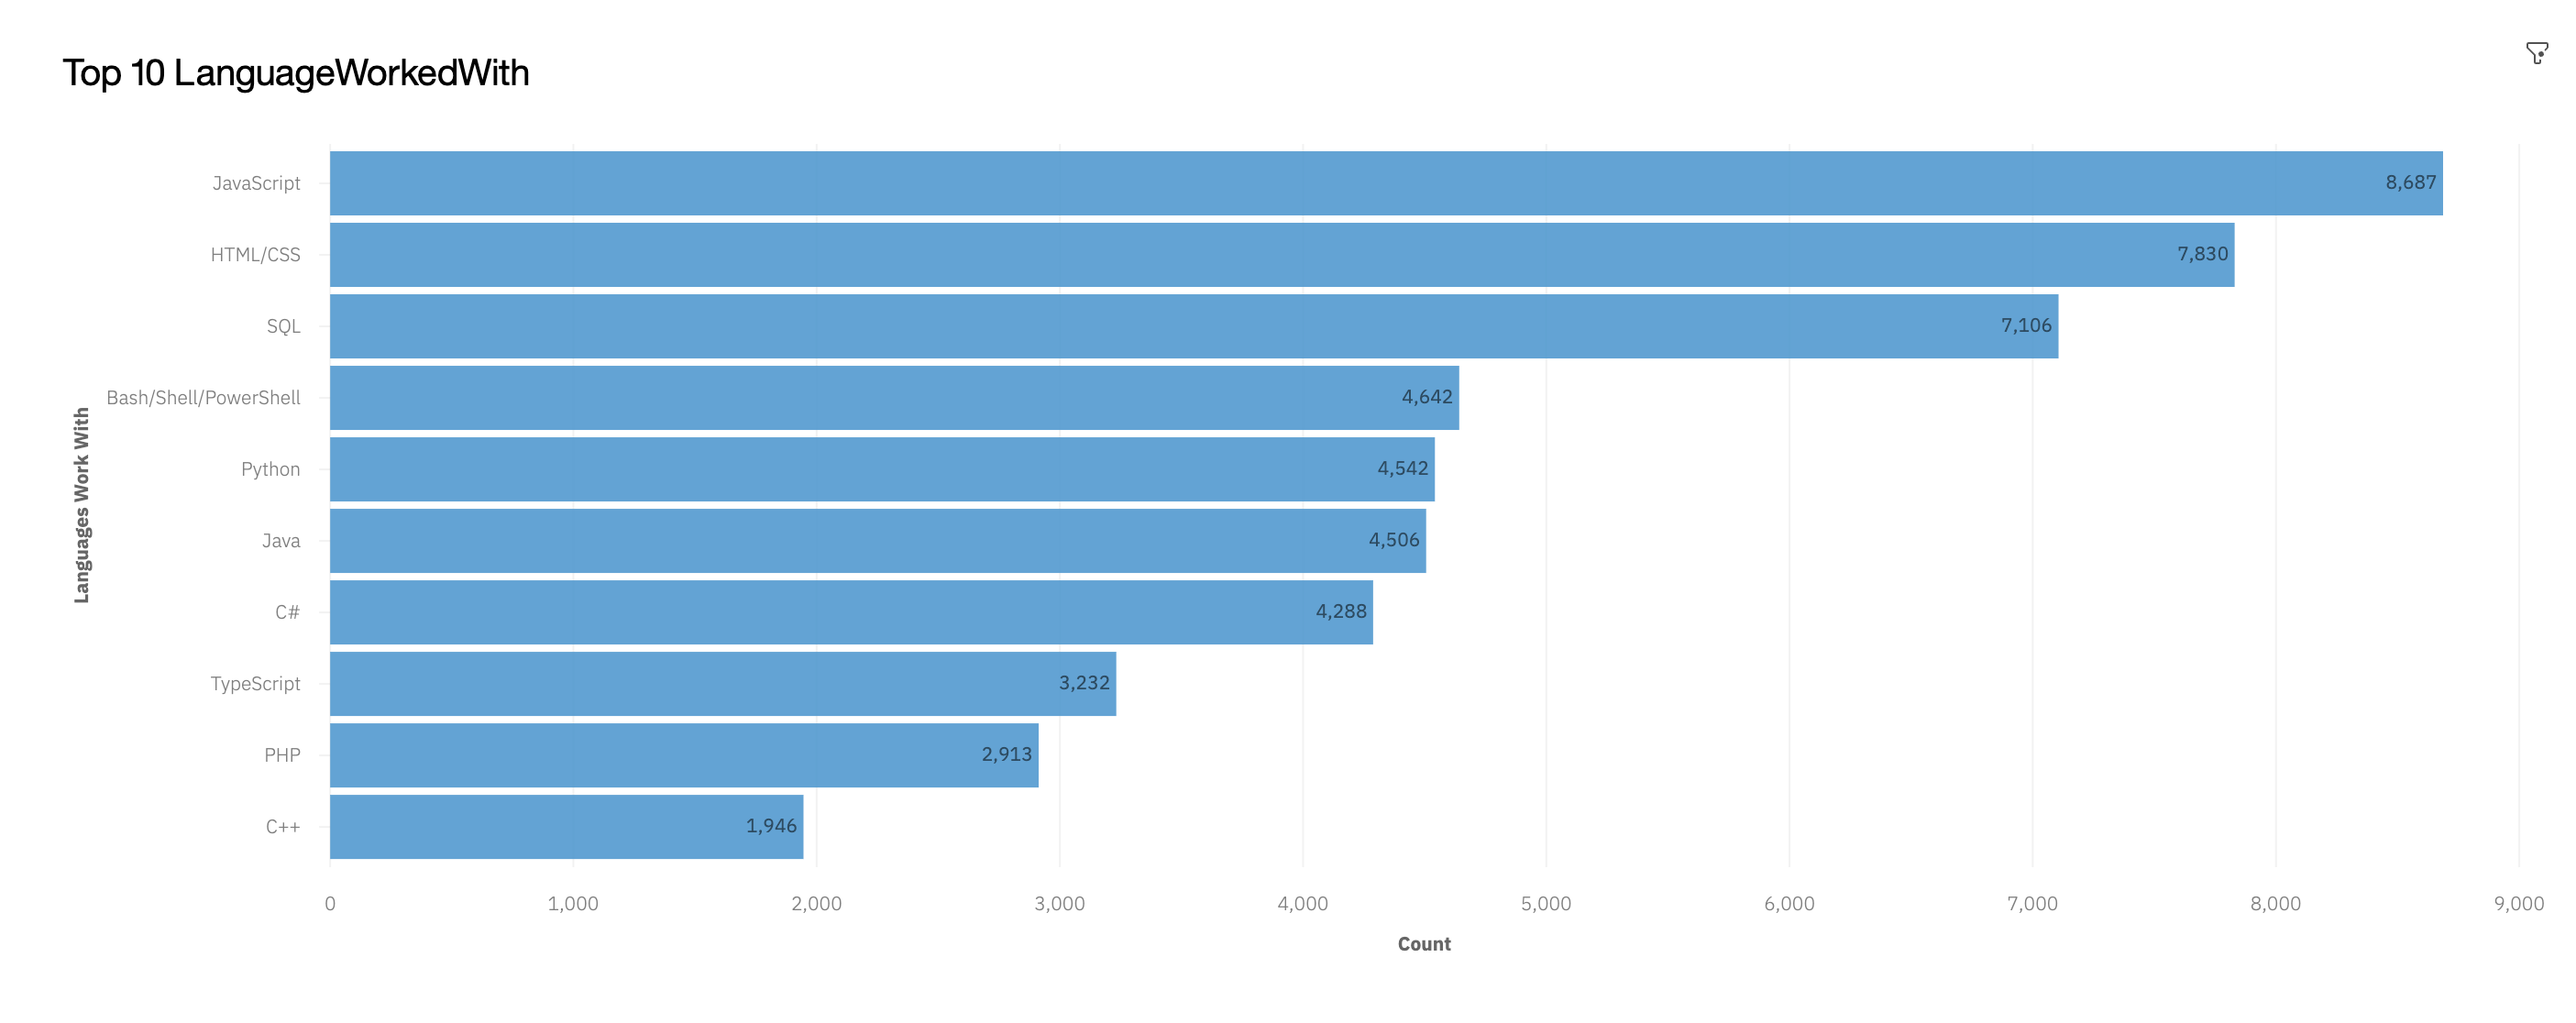 Top 10 LanguageWorkedWith
Languages Work With
JavaScript 8,687
HTML/CSS 7,830
SQL 7,106
Bash/Shell/PowerShell 4,642
Python 4,542
Java 4,506
C# 4,288
TypeScript 3,232
PHP 2,913
C++ 1,946
0 1,000 2,000 3,000 4,000 5,000 6,000 7,000 8,000 9,000
Count